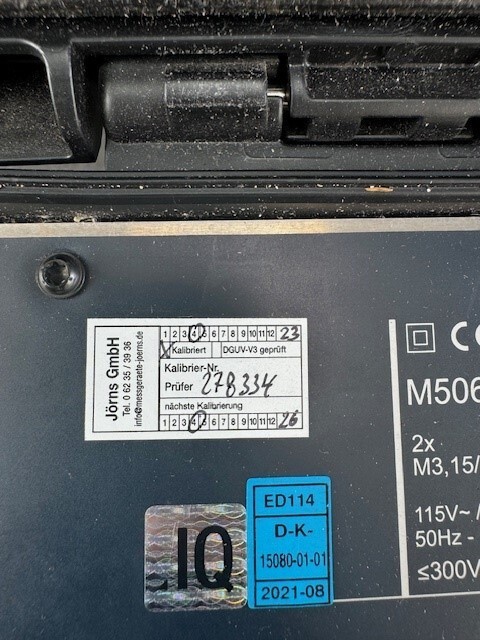 Jörns GmbH
Tel. 0 62 35 / 39 36
info@messgeraete-joerns.de
1 2 3 4 5 6 7 8 9 10 11 12 23
X Kalibriert DGUV-V3 geprüft
Kalibrier-Nr.
Prüfer 278334
nächste Kalibrierung
1 2 3 4 5 6 7 8 9 10 11 12 26
M506
2x
M3,15/
115V~ /
50Hz -
≤300V
IQ
ED114
D-K-
15080-01-01
2021-08